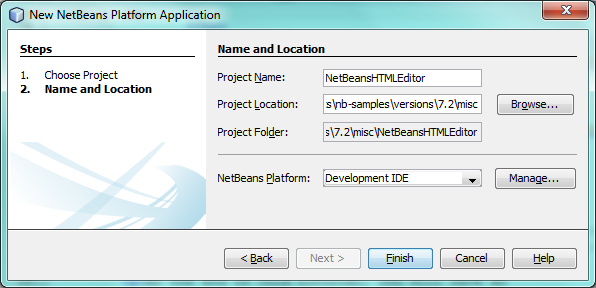 New NetBeans Platform Application
Steps
1. Choose Project
2. Name and Location
Name and Location
Project Name: NetBeansHTMLEditor
Project Location: s\nb-samples\versions\7.2\misc Browse...
Project Folder: s\7.2\misc\NetBeansHTMLEditor
NetBeans Platform: Development IDE Manage...
< Back Next > Finish Cancel Help